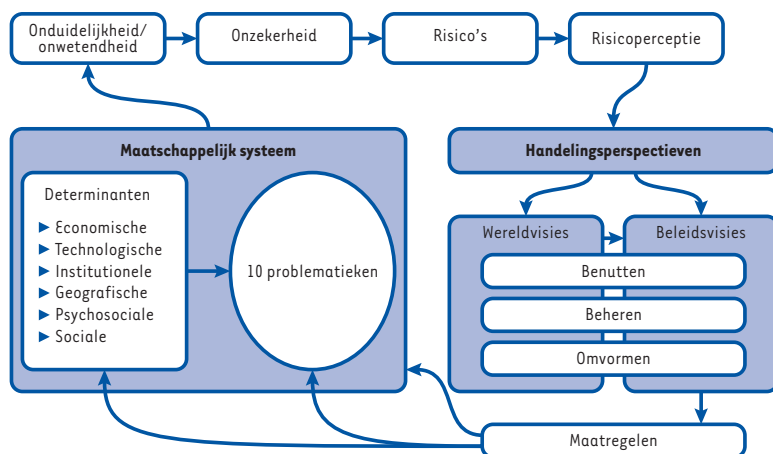 Onduidelijkheid/
onwetendheid
Onzekerheid
Risico's
Risicoperceptie
Maatschappelijk systeem
Determinanten
► Economische
► Technologische
► Institutionele
► Geografische
► Psychosociale
► Sociale
10 problematieken
Handelingsperspectieven
Wereldvisies
Beleidsvisies
Benutten
Beheren
Omvormen
Maatregelen